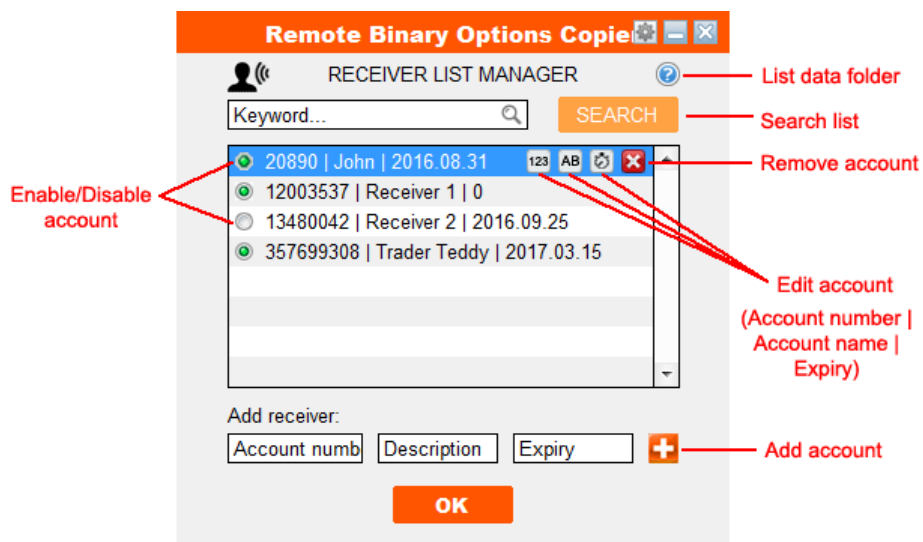 Remote Binary Options Copie
RECEIVER LIST MANAGER
List data folder
Keyword...
SEARCH
Search list
20890 | John | 2016.08.31
123
AB
Remove account
12003537 | Receiver 1 | 0
Enable/Disable
account
13480042 | Receiver 2 | 2016.09.25
357699308 | Trader Teddy | 2017.03.15
Edit account
(Account number |
Account name |
Expiry)
Add receiver:
Account numb
Description
Expiry
Add account
OK